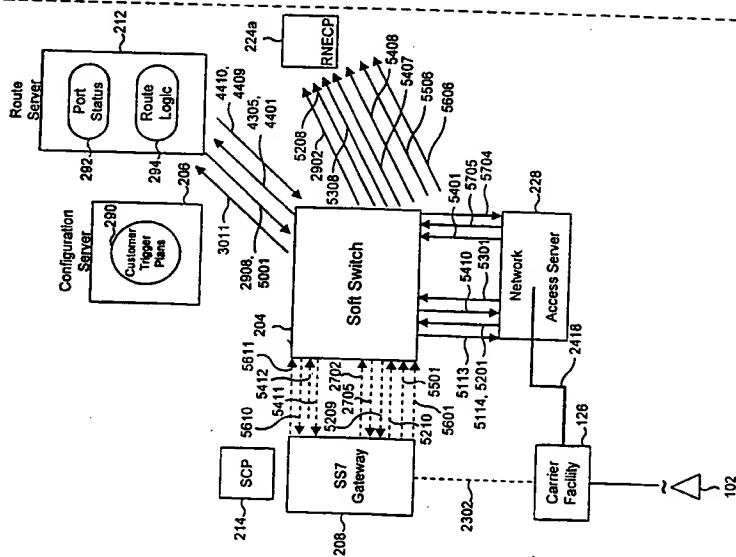 102
126
Carrier
Facility
2302
208
SS7
Gateway
214
SCP
5610
5411
5209
2705
5210
5601
5501
2702
5412
5611
204
Soft Switch
2418
5113
5114, 5201
5410
5301
5401
5705
5704
Network
Access Server
228
Configuration
Server
290
Customer
Trigger
Plans
206
Route
Server
212
Port
Status
292
Route
Logic
294
3011
2908,
5001
4305,
4401
4410,
4409
224a
RNECP
5208
2902
5308
5407
5408
5506
5606